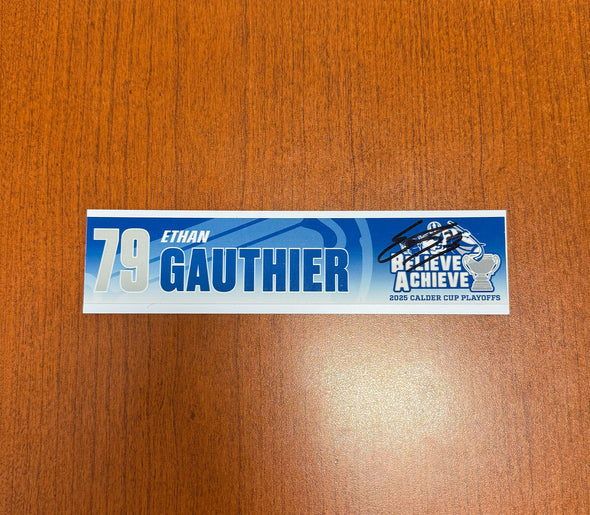 79
ETHAN
GAUTHIER
BELIEVE
ACHIEVE
2025 CALDER CUP PLAYOFFS